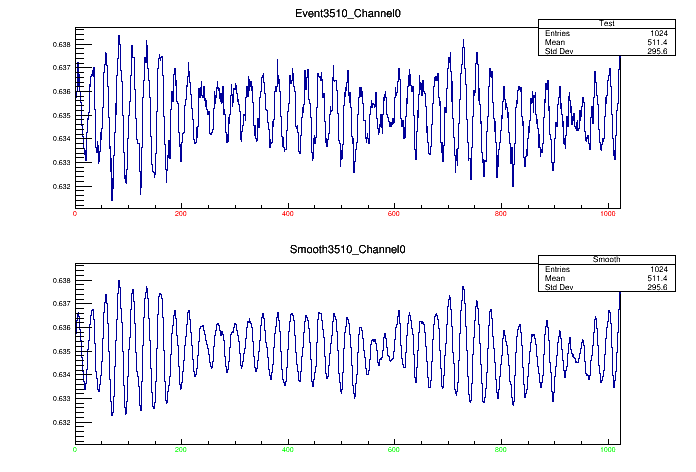 Event3510_Channel0
Test
Entries 1024
Mean 511.4
Std Dev 295.6
0.638
0.637
0.636
0.635
0.634
0.633
0.632
0 200 400 600 800 1000
Smooth3510_Channel0
Smooth
Entries 1024
Mean 511.4
Std Dev 295.6
0.638
0.637
0.636
0.635
0.634
0.633
0.632
0 200 400 600 800 1000